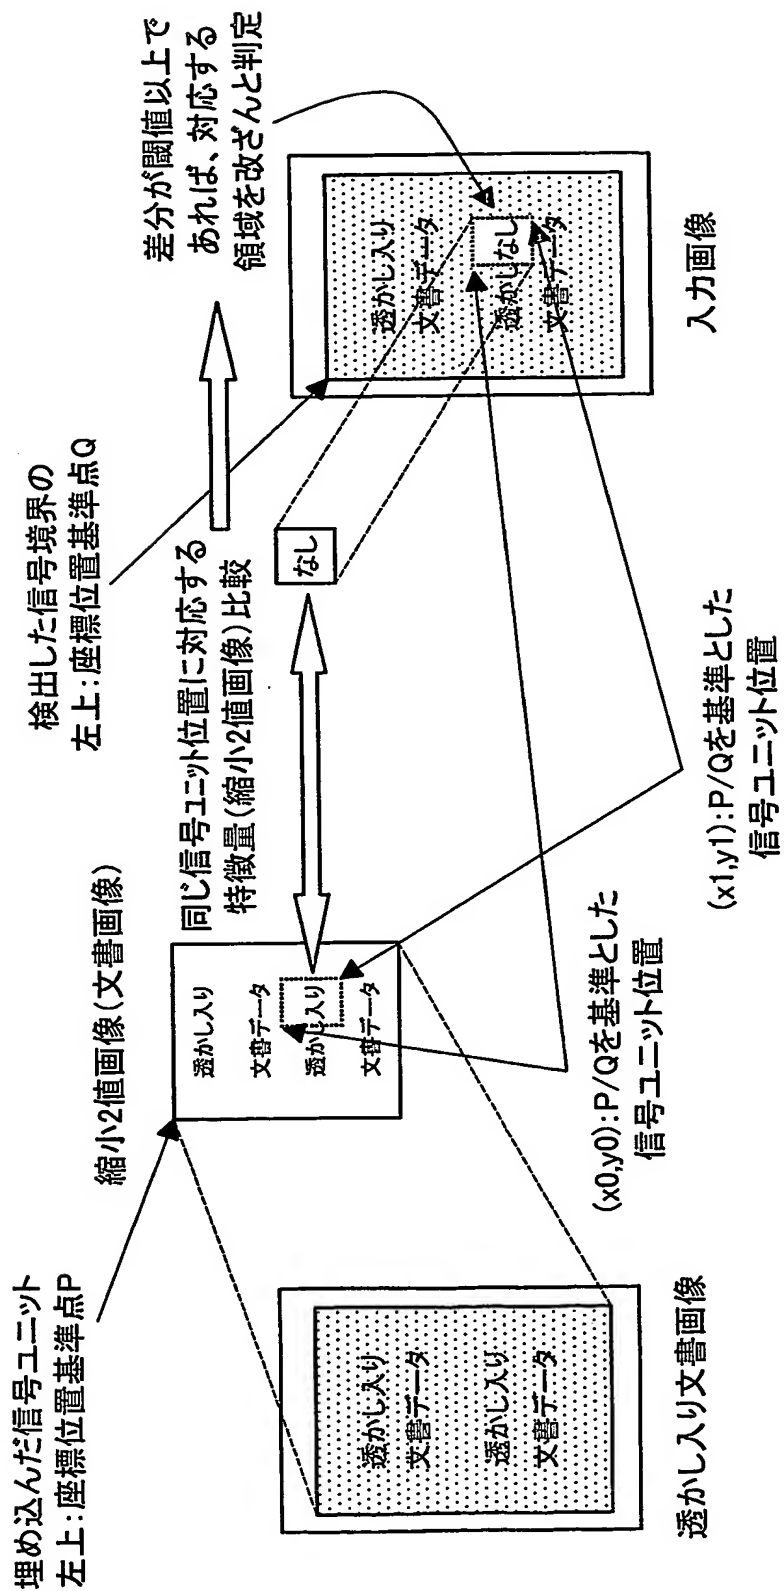 埋め込んだ信号ユニット
左上:座標位置基準点P
縮小2値画像(文書画像)
透かし入り
文書データ
透かし入り
文書データ
検出した信号境界の
左上:座標位置基準点Q
同じ信号ユニット位置に対応する
特徴量(縮小2値画像)比較
なし
差分が閾値以上で
あれば、対応する
領域を改ざんと判定
透かし入り
文書データ
透かしなし
文書データ
入力画像
透かし入り
文書データ
透かし入り
文書データ
透かし入り文書画像
(x0,y0):P/Qを基準とした
信号ユニット位置
(x1,y1):P/Qを基準とした
信号ユニット位置